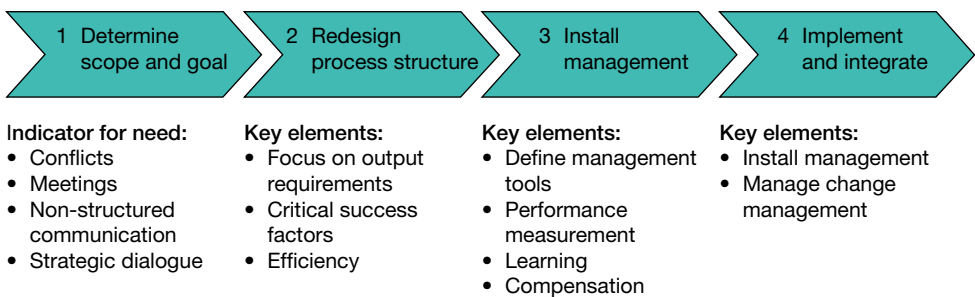 1 Determine
scope and goal
2 Redesign
process structure
3 Install
management
4 Implement
and integrate
Indicator for need:
• Conflicts
• Meetings
• Non-structured
communication
• Strategic dialogue
Key elements:
• Focus on output
requirements
• Critical success
factors
• Efficiency
Key elements:
• Define management
tools
• Performance
measurement
• Learning
• Compensation
Key elements:
• Install management
• Manage change
management